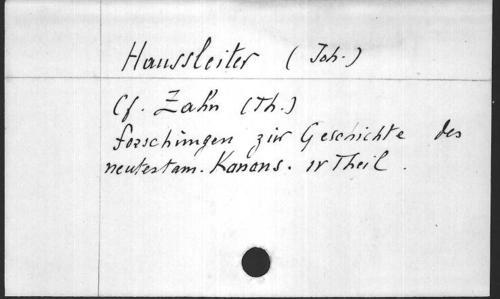 Haussleiter (Joh.)
Cf. Zahn (Th.)
Forschungen zur Geschichte des
neutestam. Kanons. IV Theil.